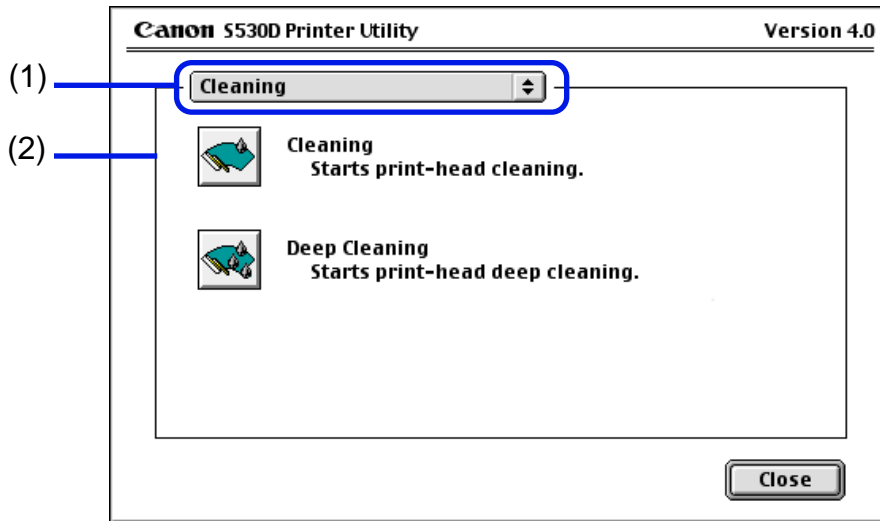 Canon S530D Printer Utility Version 4.0
(1) Cleaning
(2)
Cleaning
Starts print-head cleaning.
Deep Cleaning
Starts print-head deep cleaning.
Close